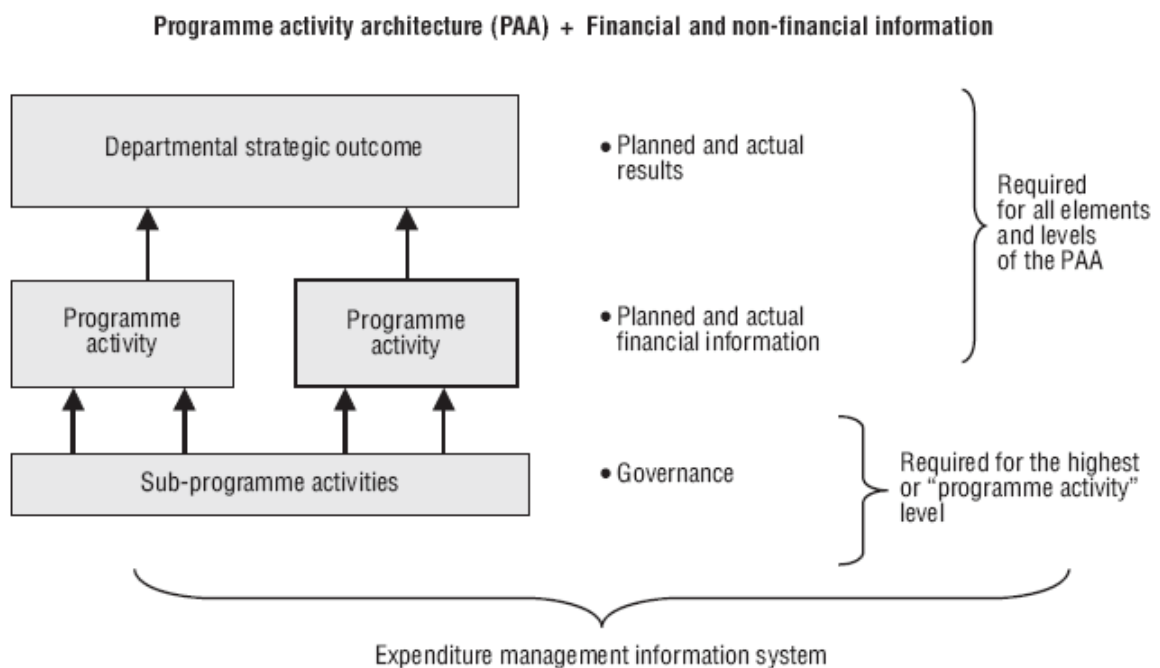 Programme activity architecture (PAA) + Financial and non-financial information
Departmental strategic outcome
• Planned and actual
results
Required
for all elements
and levels
of the PAA
Programme
activity
Programme
activity
• Planned and actual
financial information
Sub-programme activities
• Governance
Required for the highest
or “programme activity”
level
Expenditure management information system